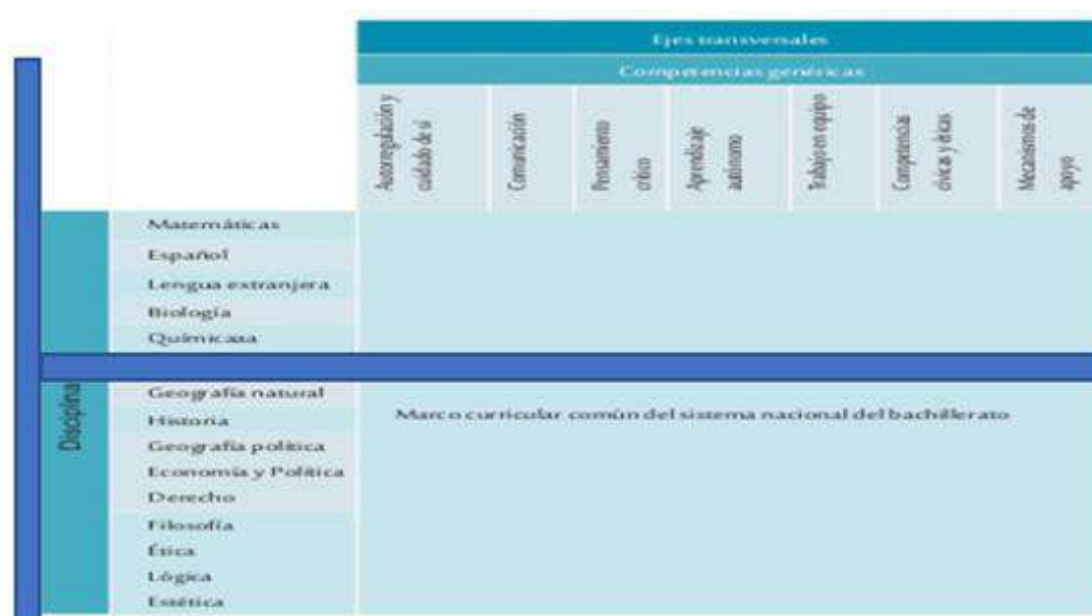 Ejes transversales
Competencias genéricas
Autorregulación y
cuidado de sí
Comunicación
Pensamiento
crítico
Aprendizaje
autónomo
Trabajo en equipo
Competencias
cívicas y éticas
Mecanismos de
apoyo
Disciplina
Matemáticas
Español
Lengua extranjera
Biología
Químicasa
Geografía natural
Historia
Marco curricular común del sistema nacional del bachillerato
Geografía política
Economía y Política
Derecho
Filosofía
Ética
Lógica
Estética